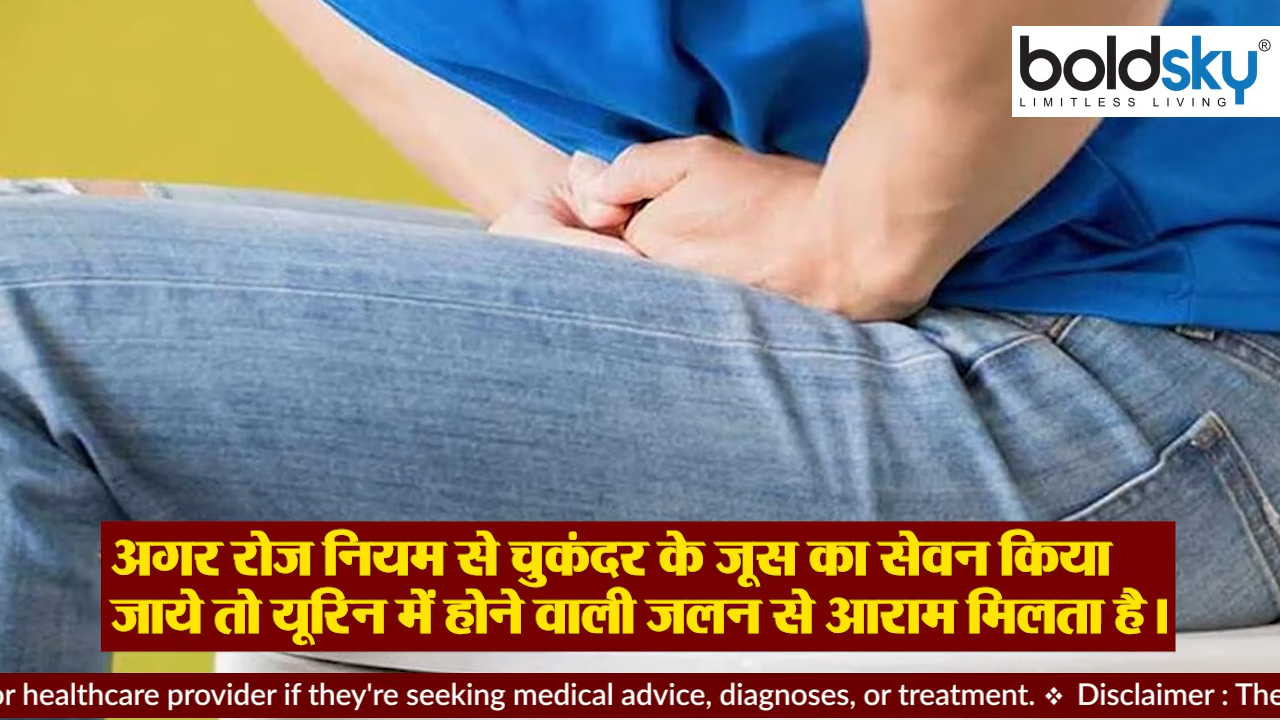 boldsky®
LIMITLESS LIVING
अगर रोज नियम से चुकंदर के जूस का सेवन किया
जाये तो यूरिन में होने वाली जलन से आराम मिलता है।
or healthcare provider if they're seeking medical advice, diagnoses, or treatment. ❖ Disclaimer : The